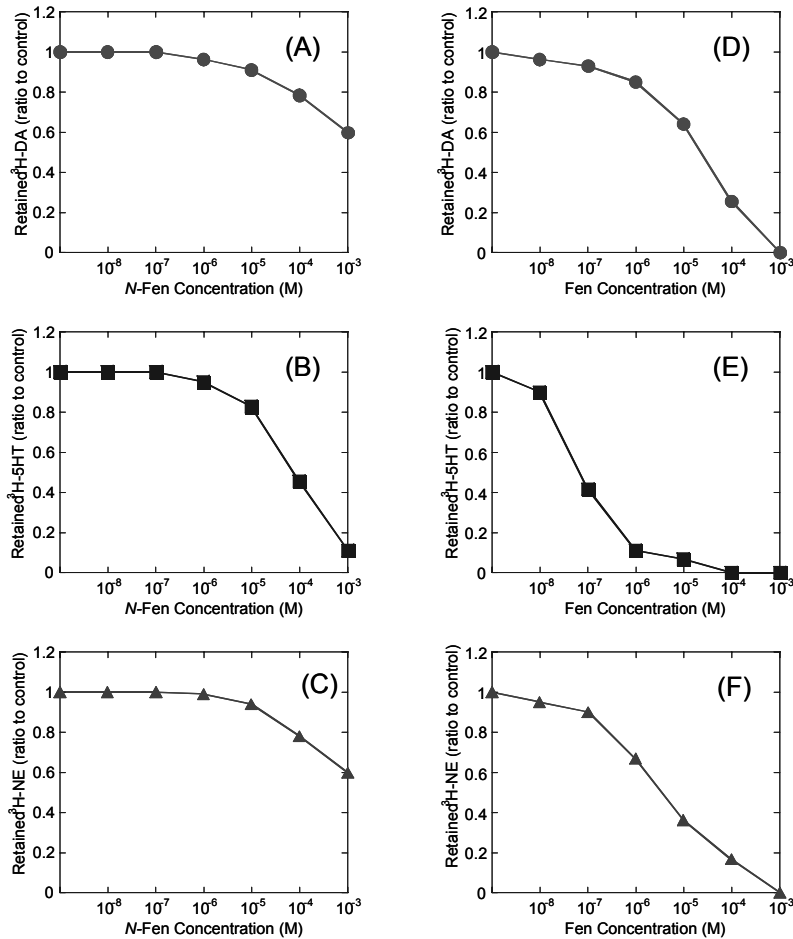 1.2
1
0.8
0.6
0.4
0.2
0
Retained ³H-DA (ratio to control)
(A)
10⁻⁸ 10⁻⁷ 10⁻⁶ 10⁻⁵ 10⁻⁴ 10⁻³
N-Fen Concentration (M)
1.2
1
0.8
0.6
0.4
0.2
0
Retained ³H-DA (ratio to control)
(D)
10⁻⁸ 10⁻⁷ 10⁻⁶ 10⁻⁵ 10⁻⁴ 10⁻³
Fen Concentration (M)
1.2
1
0.8
0.6
0.4
0.2
0
Retained ³H-5HT (ratio to control)
(B)
10⁻⁸ 10⁻⁷ 10⁻⁶ 10⁻⁵ 10⁻⁴ 10⁻³
N-Fen Concentration (M)
1.2
1
0.8
0.6
0.4
0.2
0
Retained ³H-5HT (ratio to control)
(E)
10⁻⁸ 10⁻⁷ 10⁻⁶ 10⁻⁵ 10⁻⁴ 10⁻³
Fen Concentration (M)
1.2
1
0.8
0.6
0.4
0.2
0
Retained ³H-NE (ratio to control)
(C)
10⁻⁸ 10⁻⁷ 10⁻⁶ 10⁻⁵ 10⁻⁴ 10⁻³
N-Fen Concentration (M)
1.2
1
0.8
0.6
0.4
0.2
0
Retained ³H-NE (ratio to control)
(F)
10⁻⁸ 10⁻⁷ 10⁻⁶ 10⁻⁵ 10⁻⁴ 10⁻³
Fen Concentration (M)